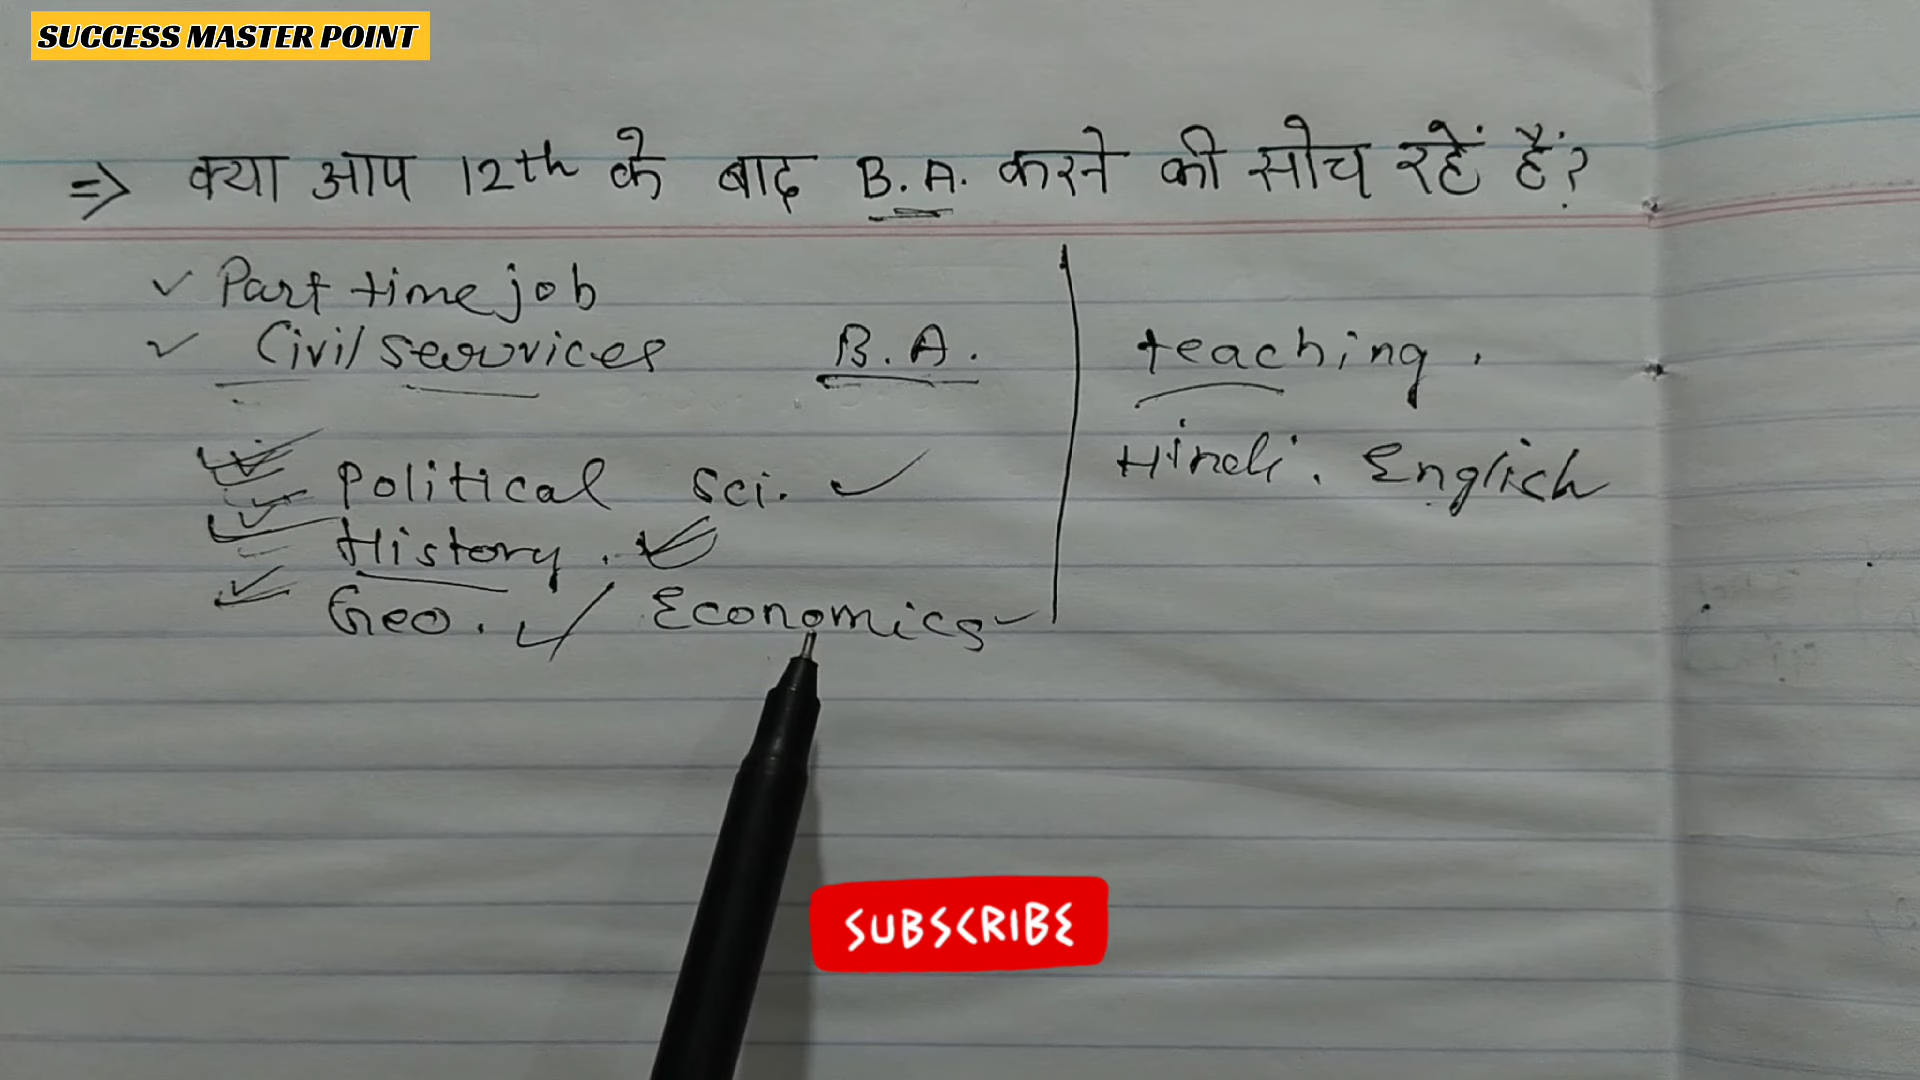 SUCCESS MASTER POINT
=> क्या आप 12th के बाद B.A. करने की सोच रहें हैं?
✓ Part time job
✓ Civil servvices B.A.
teaching.
Political Sci. ✓
Hindi. English
History. ✓
Geo. ✓ Economics
SUBSCRIBE